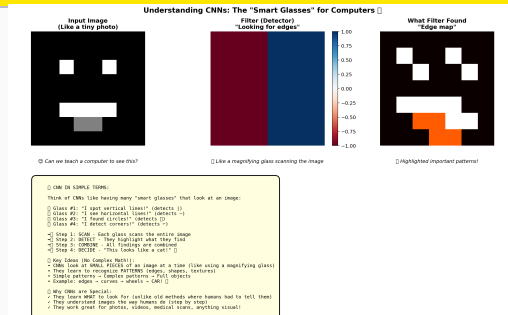 Understanding CNNs: The "Smart Glasses" for Computers
Input Image
(Like a tiny photo)
Filter (Detector)
"Looking for edges"
What Filter Found
"Edge map"
1.00
0.75
0.50
0.25
0.00
−0.25
−0.50
−0.75
−1.00
Can we teach a computer to see this?
Like a magnifying glass scanning the image
Highlighted important patterns!
CNN IN SIMPLE TERMS:
Think of CNNs like having many "smart glasses" that look at an image:
Glass #1: "I spot vertical lines!" (detects |)
Glass #2: "I see horizontal lines!" (detects —)
Glass #3: "I found circles!" (detects
Glass #4: "I detect corners!" (detects
Step 1: SCAN - Each glass scans the entire image
Step 2: DETECT - They highlight what they find
Step 3: COMBINE - All findings are combined
Step 4: DECIDE - "This looks like a cat!"
Key Ideas (No Complex Math!):
• CNNs look at SMALL PIECES of an image at a time (like using a magnifying glass)
• They learn to recognize PATTERNS (edges, shapes, textures)
• Simple patterns → Complex patterns → Full objects
• Example: edges → curves → wheels → CAR!
Why CNNs are Special:
✓ They learn WHAT to look for (unlike old methods where humans had to tell them)
✓ They understand images the way humans do (step by step)
✓ They work great for photos, videos, medical scans, anything visual!